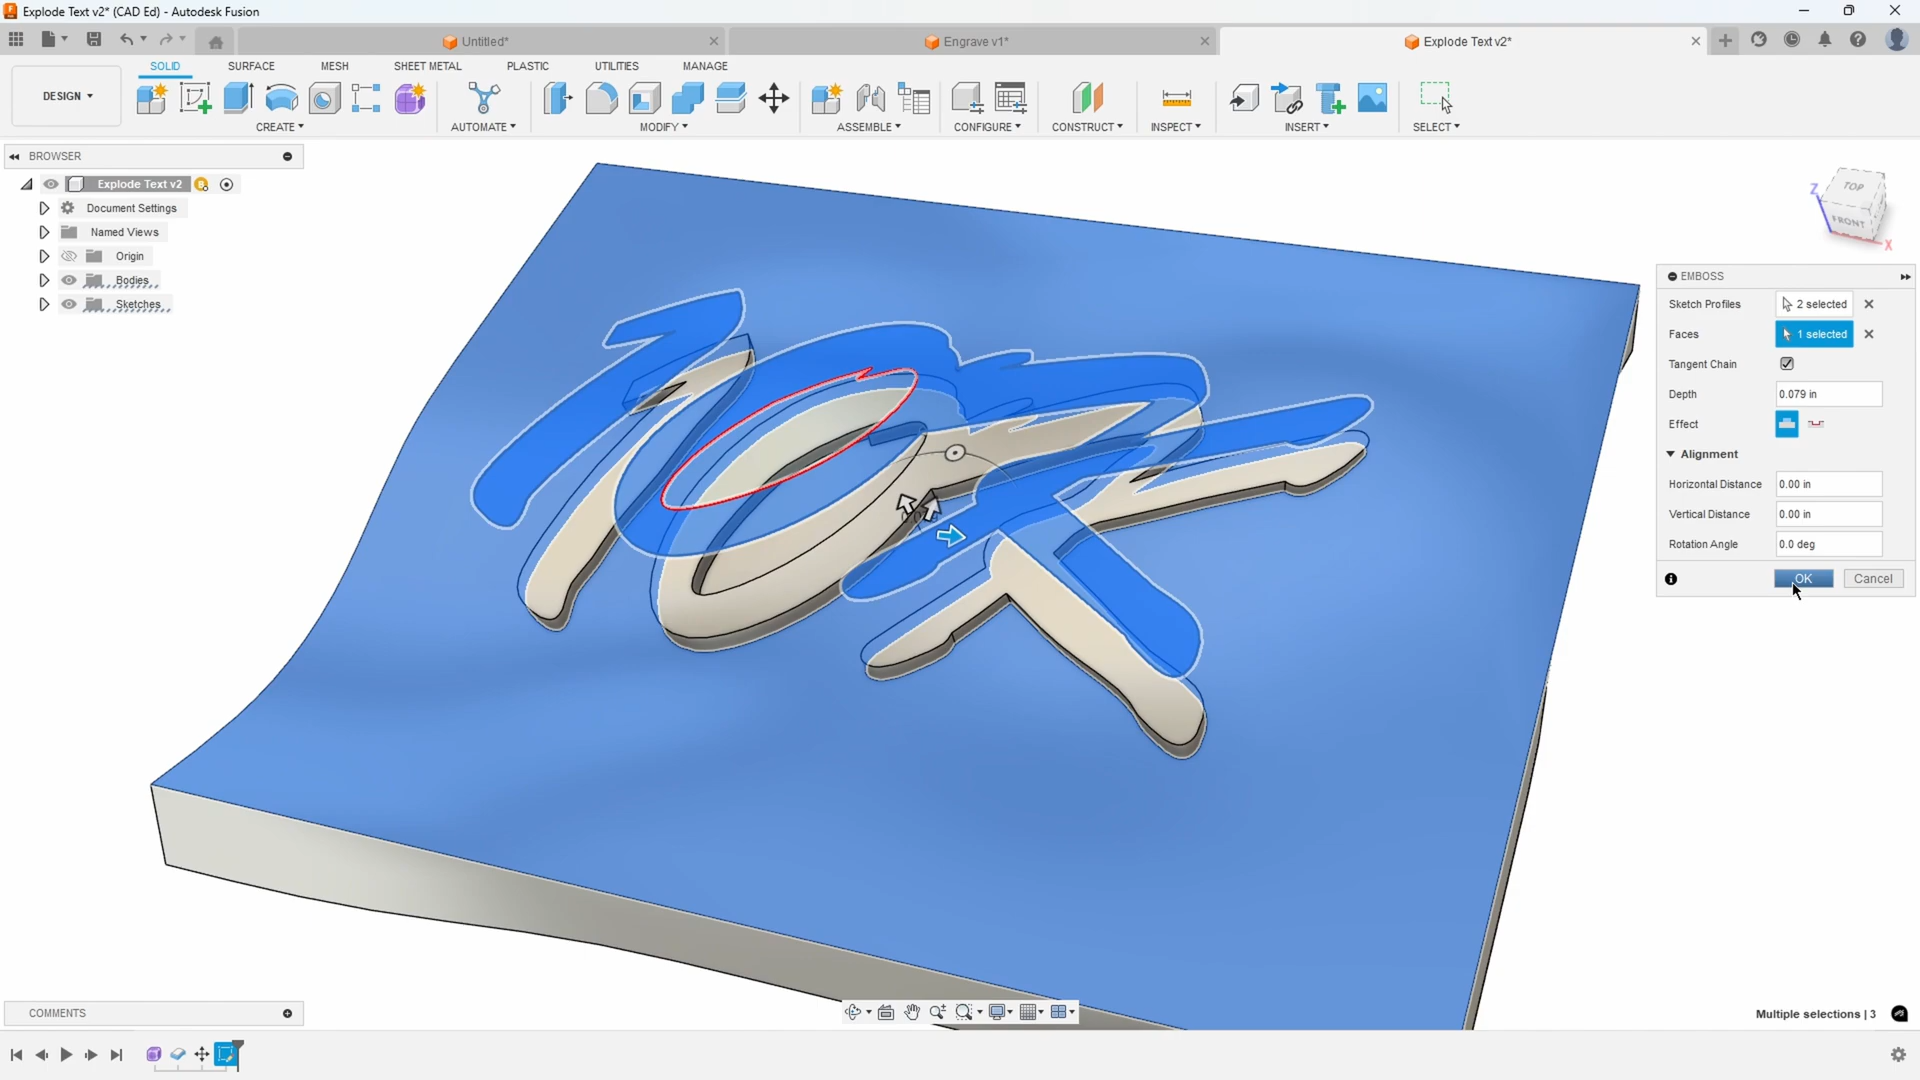 Explode Text v2* (CAD Ed) - Autodesk Fusion
Untitled*
Engrave v1*
Explode Text v2*
DESIGN
SOLID
SURFACE
MESH
SHEET METAL
PLASTIC
UTILITIES
MANAGE
CREATE
AUTOMATE
MODIFY
ASSEMBLE
CONFIGURE
CONSTRUCT
INSPECT
INSERT
SELECT
BROWSER
Explode Text v2
Document Settings
Named Views
Origin
Bodies
Sketches
10K
TOP
FRONT
Z
X
EMBOSS
Sketch Profiles
2 selected
Faces
1 selected
Tangent Chain
Depth
0.079 in
Effect
Alignment
Horizontal Distance
0.00 in
Vertical Distance
0.00 in
Rotation Angle
0.0 deg
OK
Cancel
COMMENTS
Multiple selections | 3